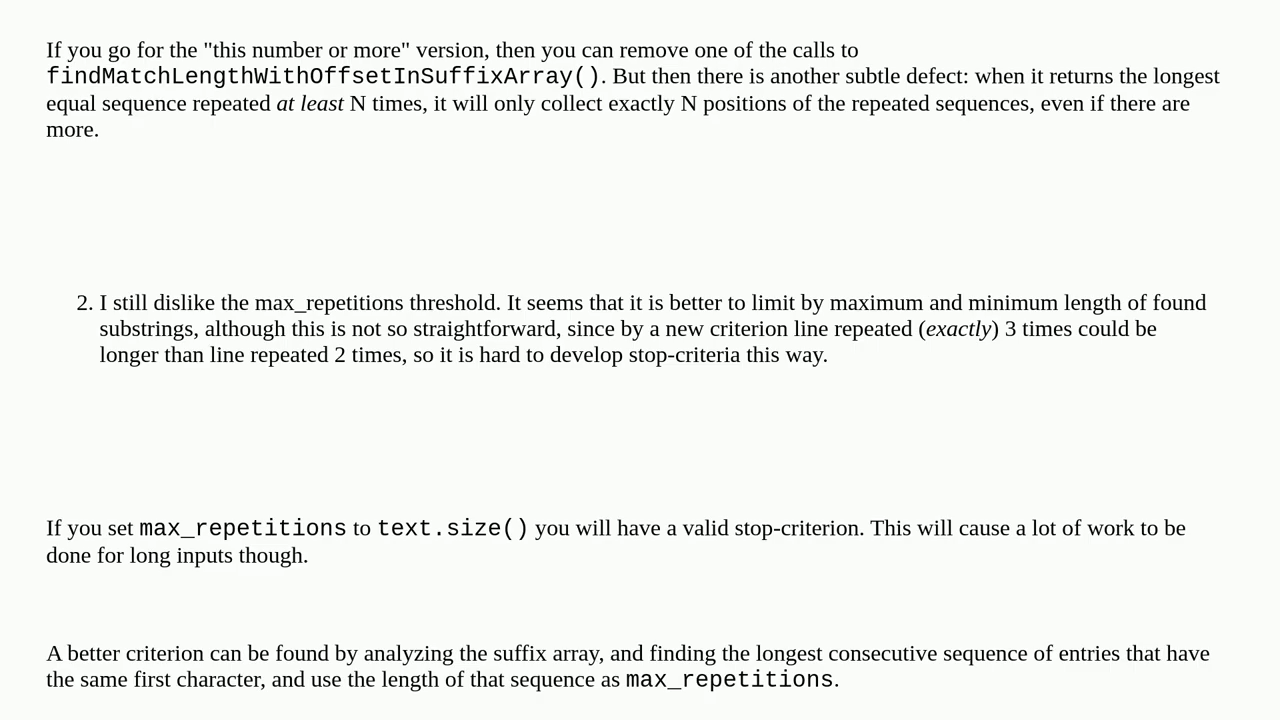 If you go for the "this number or more" version, then you can remove one of the calls to
findMatchLengthWithOffsetInSuffixArray(). But then there is another subtle defect: when it returns the longest
equal sequence repeated at least N times, it will only collect exactly N positions of the repeated sequences, even if there are
more.
2. I still dislike the max_repetitions threshold. It seems that it is better to limit by maximum and minimum length of found
substrings, although this is not so straightforward, since by a new criterion line repeated (exactly) 3 times could be
longer than line repeated 2 times, so it is hard to develop stop-criteria this way.
If you set max_repetitions to text.size() you will have a valid stop-criterion. This will cause a lot of work to be
done for long inputs though.
A better criterion can be found by analyzing the suffix array, and finding the longest consecutive sequence of entries that have
the same first character, and use the length of that sequence as max_repetitions.